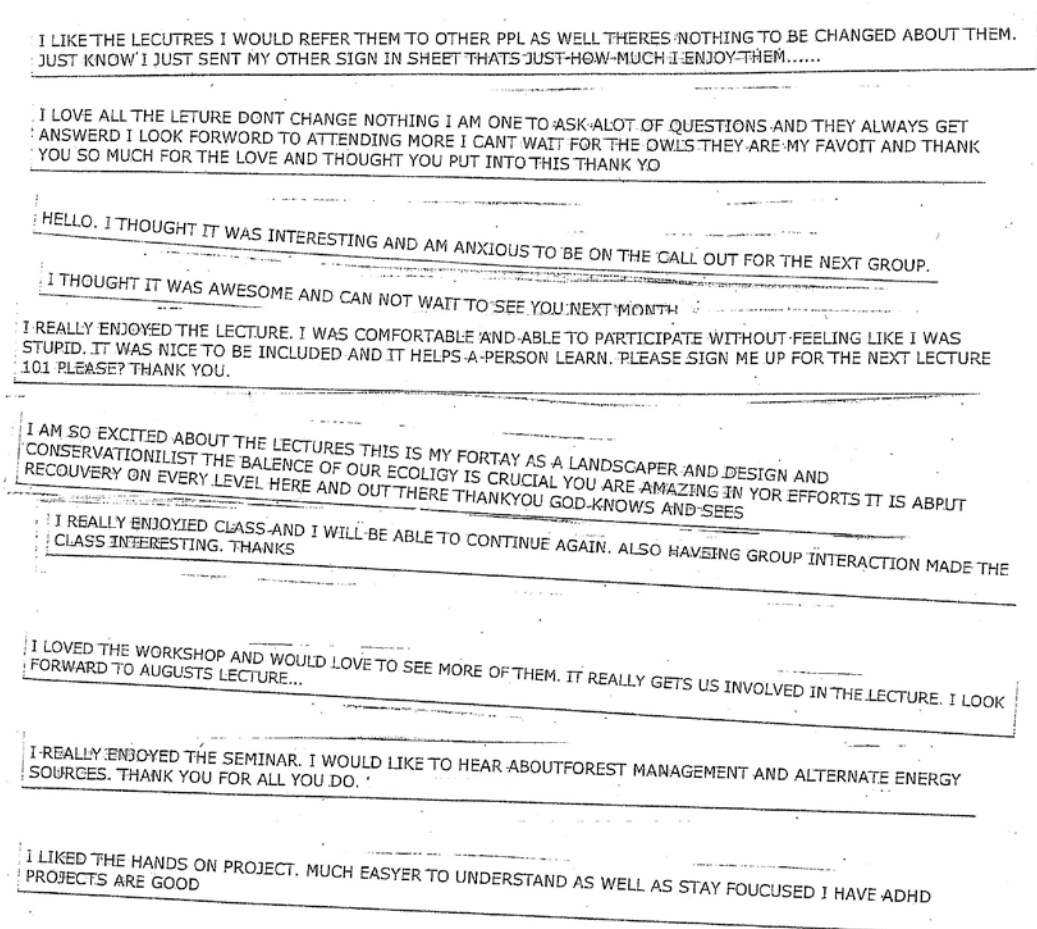 I LIKE THE LECUTRES I WOULD REFER THEM TO OTHER PPL AS WELL THERES NOTHING TO BE CHANGED ABOUT THEM.
JUST KNOW I JUST SENT MY OTHER SIGN IN SHEET THATS JUST HOW MUCH I ENJOY THEM......
I LOVE ALL THE LETURE DONT CHANGE NOTHING I AM ONE TO ASK ALOT OF QUESTIONS AND THEY ALWAYS GET
ANSWERD I LOOK FORWORD TO ATTENDING MORE I CANT WAIT FOR THE OWLS THEY ARE MY FAVOIT AND THANK
YOU SO MUCH FOR THE LOVE AND THOUGHT YOU PUT INTO THIS THANK YO
HELLO. I THOUGHT IT WAS INTERESTING AND AM ANXIOUS TO BE ON THE CALL OUT FOR THE NEXT GROUP.
I THOUGHT IT WAS AWESOME AND CAN NOT WAIT TO SEE YOU NEXT MONTH
I REALLY ENJOYED THE LECTURE. I WAS COMFORTABLE AND ABLE TO PARTICIPATE WITHOUT FEELING LIKE I WAS
STUPID. IT WAS NICE TO BE INCLUDED AND IT HELPS A PERSON LEARN. PLEASE SIGN ME UP FOR THE NEXT LECTURE
101 PLEASE? THANK YOU.
I AM SO EXCITED ABOUT THE LECTURES THIS IS MY FORTAY AS A LANDSCAPER AND DESIGN AND
CONSERVATIONILIST THE BALENCE OF OUR ECOLIGY IS CRUCIAL YOU ARE AMAZING IN YOR EFFORTS IT IS ABPUT
RECOUVERY ON EVERY LEVEL HERE AND OUT THERE THANKYOU GOD KNOWS AND SEES
I REALLY ENJOYIED CLASS AND I WILL BE ABLE TO CONTINUE AGAIN. ALSO HAVEING GROUP INTERACTION MADE THE
CLASS INTERESTING. THANKS
I LOVED THE WORKSHOP AND WOULD LOVE TO SEE MORE OF THEM. IT REALLY GETS US INVOLVED IN THE LECTURE. I LOOK
FORWARD TO AUGUSTS LECTURE...
I REALLY ENJOYED THE SEMINAR. I WOULD LIKE TO HEAR ABOUTFOREST MANAGEMENT AND ALTERNATE ENERGY
SOURCES. THANK YOU FOR ALL YOU DO.
I LIKED THE HANDS ON PROJECT. MUCH EASYER TO UNDERSTAND AS WELL AS STAY FOUCUSED I HAVE ADHD
PROJECTS ARE GOOD